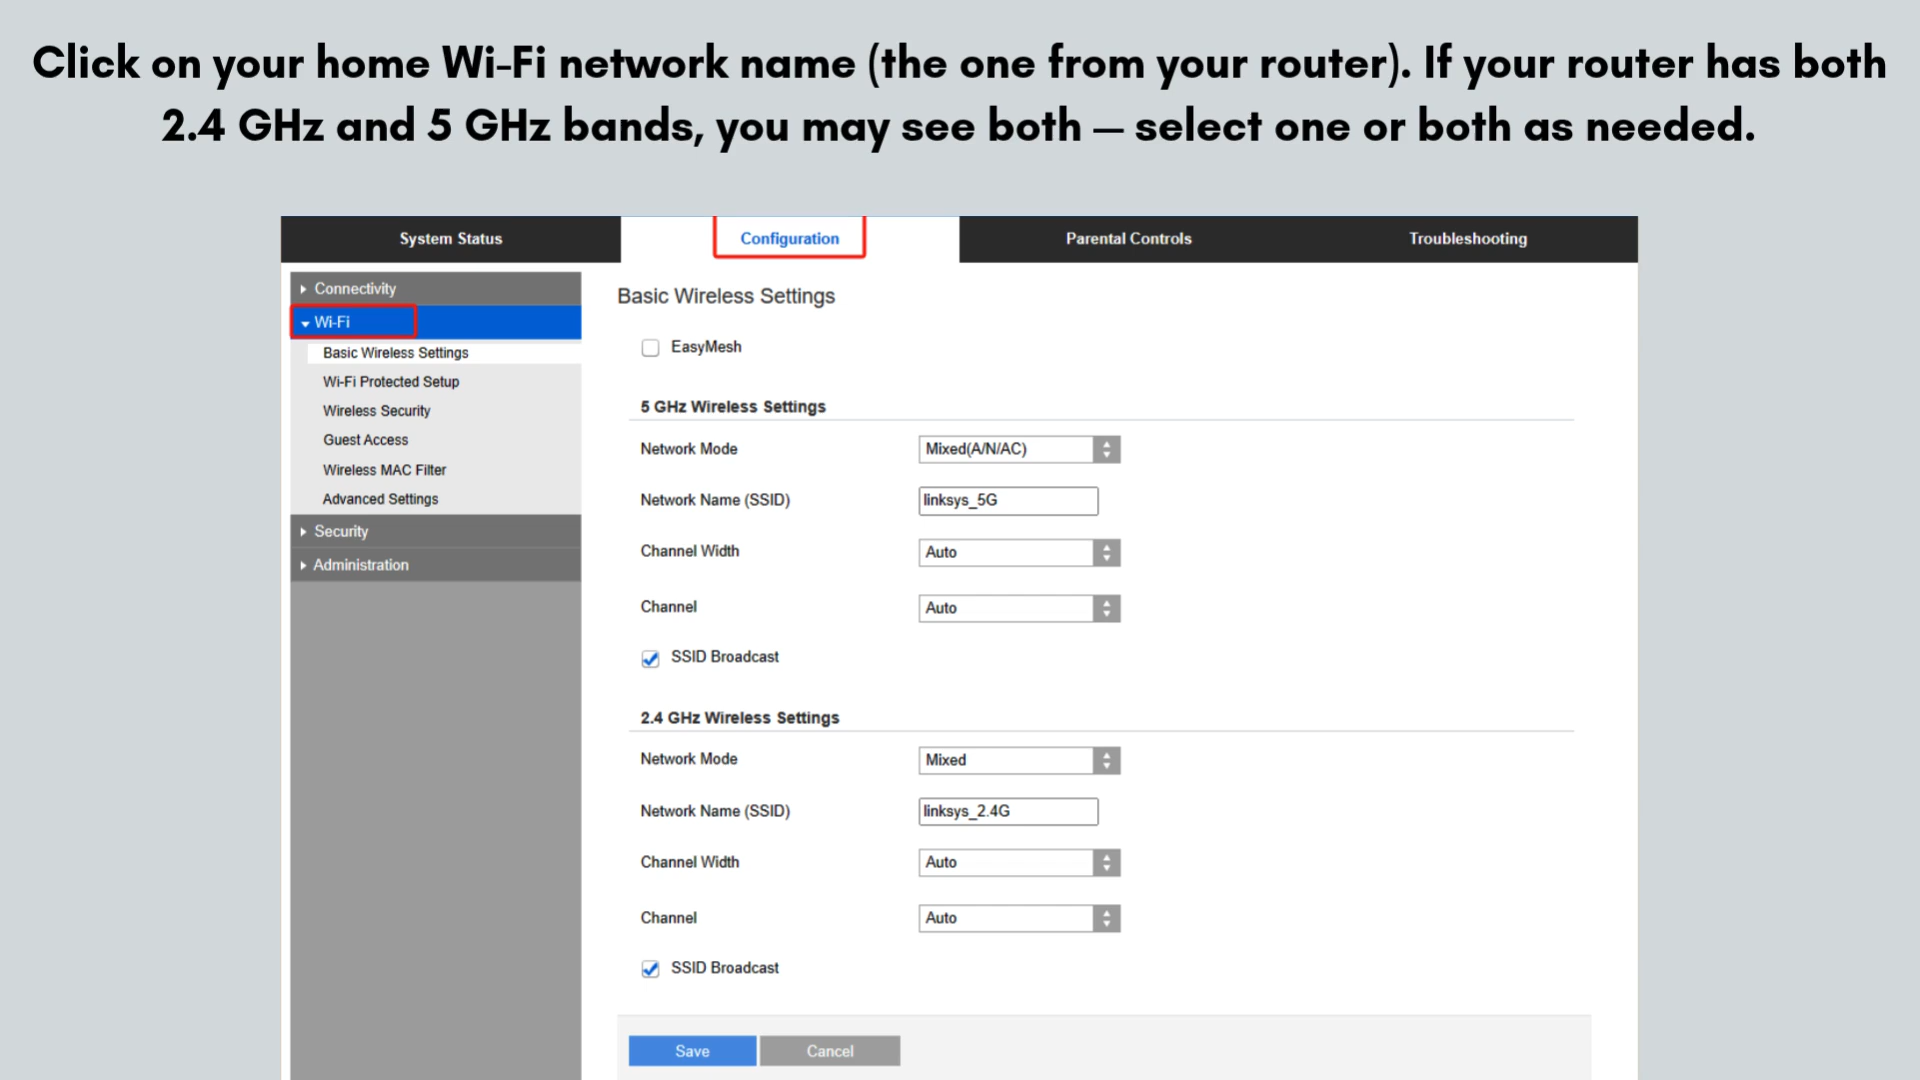 Click on your home Wi-Fi network name (the one from your router). If your router has both
2.4 GHz and 5 GHz bands, you may see both — select one or both as needed.
System Status
Configuration
Parental Controls
Troubleshooting
Connectivity
Wi-Fi
Basic Wireless Settings
Wi-Fi Protected Setup
Wireless Security
Guest Access
Wireless MAC Filter
Advanced Settings
Security
Administration
Basic Wireless Settings
EasyMesh
5 GHz Wireless Settings
Network Mode Mixed(A/N/AC)
Network Name (SSID) linksys_5G
Channel Width Auto
Channel Auto
SSID Broadcast
2.4 GHz Wireless Settings
Network Mode Mixed
Network Name (SSID) linksys_2.4G
Channel Width Auto
Channel Auto
SSID Broadcast
Save Cancel